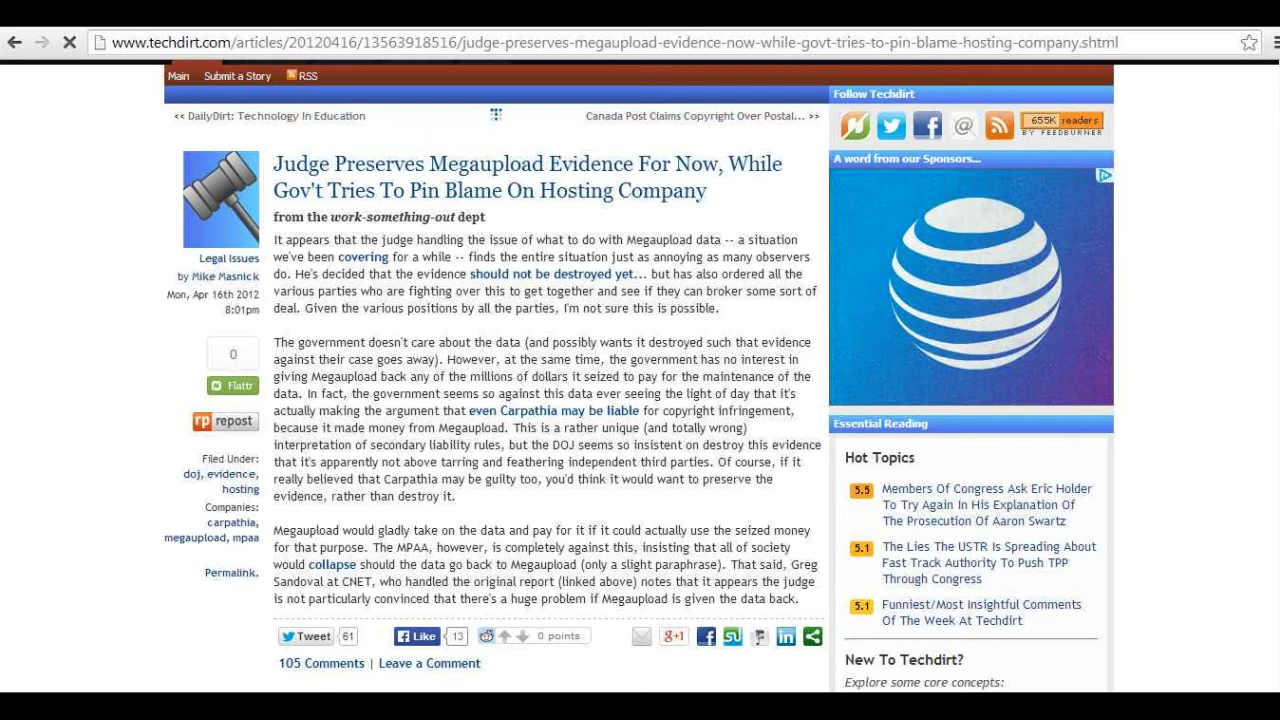 www.techdirt.com/articles/20120416/13563918516/judge-preserves-megaupload-evidence-now-while-govt-tries-to-pin-blame-hosting-company.shtml
Main Submit a Story RSS
<< DailyDirt: Technology In Education
Canada Post Claims Copyright Over Postal... >>
Judge Preserves Megaupload Evidence For Now, While
Gov't Tries To Pin Blame On Hosting Company
from the work-something-out dept
Legal Issues
by Mike Masnick
Mon, Apr 16th 2012
8:01pm
0
Flattr
rp repost
Filed Under:
doj, evidence,
hosting
Companies:
carpathia,
megaupload, mpaa
Permalink.
It appears that the judge handling the issue of what to do with Megaupload data -- a situation
we've been covering for a while -- finds the entire situation just as annoying as many observers
do. He's decided that the evidence should not be destroyed yet... but has also ordered all the
various parties who are fighting over this to get together and see if they can broker some sort of
deal. Given the various positions by all the parties, I'm not sure this is possible.
The government doesn't care about the data (and possibly wants it destroyed such that evidence
against their case goes away). However, at the same time, the government has no interest in
giving Megaupload back any of the millions of dollars it seized to pay for the maintenance of the
data. In fact, the government seems so against this data ever seeing the light of day that it's
actually making the argument that even Carpathia may be liable for copyright infringement,
because it made money from Megaupload. This is a rather unique (and totally wrong)
interpretation of secondary liability rules, but the DOJ seems so insistent on destroy this evidence
that it's apparently not above tarring and feathering independent third parties. Of course, if it
really believed that Carpathia may be guilty too, you'd think it would want to preserve the
evidence, rather than destroy it.
Megaupload would gladly take on the data and pay for it if it could actually use the seized money
for that purpose. The MPAA, however, is completely against this, insisting that all of society
would collapse should the data go back to Megaupload (only a slight paraphrase). That said, Greg
Sandoval at CNET, who handled the original report (linked above) notes that it appears the judge
is not particularly convinced that there's a huge problem if Megaupload is given the data back.
Tweet 61 Like 13 0 points g+1 in
105 Comments | Leave a Comment
Follow Techdirt
655K readers
BY FEEDBURNER
A word from our Sponsors...
Essential Reading
Hot Topics
5.5 Members Of Congress Ask Eric Holder
To Try Again In His Explanation Of
The Prosecution Of Aaron Swartz
5.1 The Lies The USTR Is Spreading About
Fast Track Authority To Push TPP
Through Congress
5.1 Funniest/Most Insightful Comments
Of The Week At Techdirt
New To Techdirt?
Explore some core concepts: